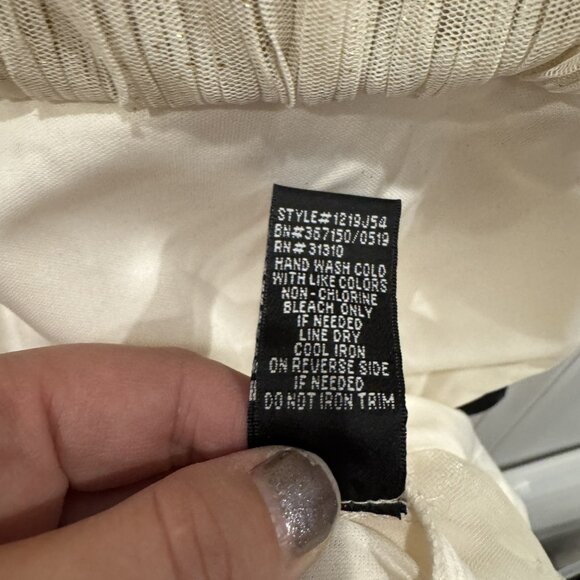 STYLE#1219J54
BN#367150/0519
RN#31310
HAND WASH COLD
WITH LIKE COLORS
NON-CHLORINE
BLEACH ONLY
IF NEEDED
LINE DRY
COOL IRON
ON REVERSE SIDE
IF NEEDED
DO NOT IRON TRIM